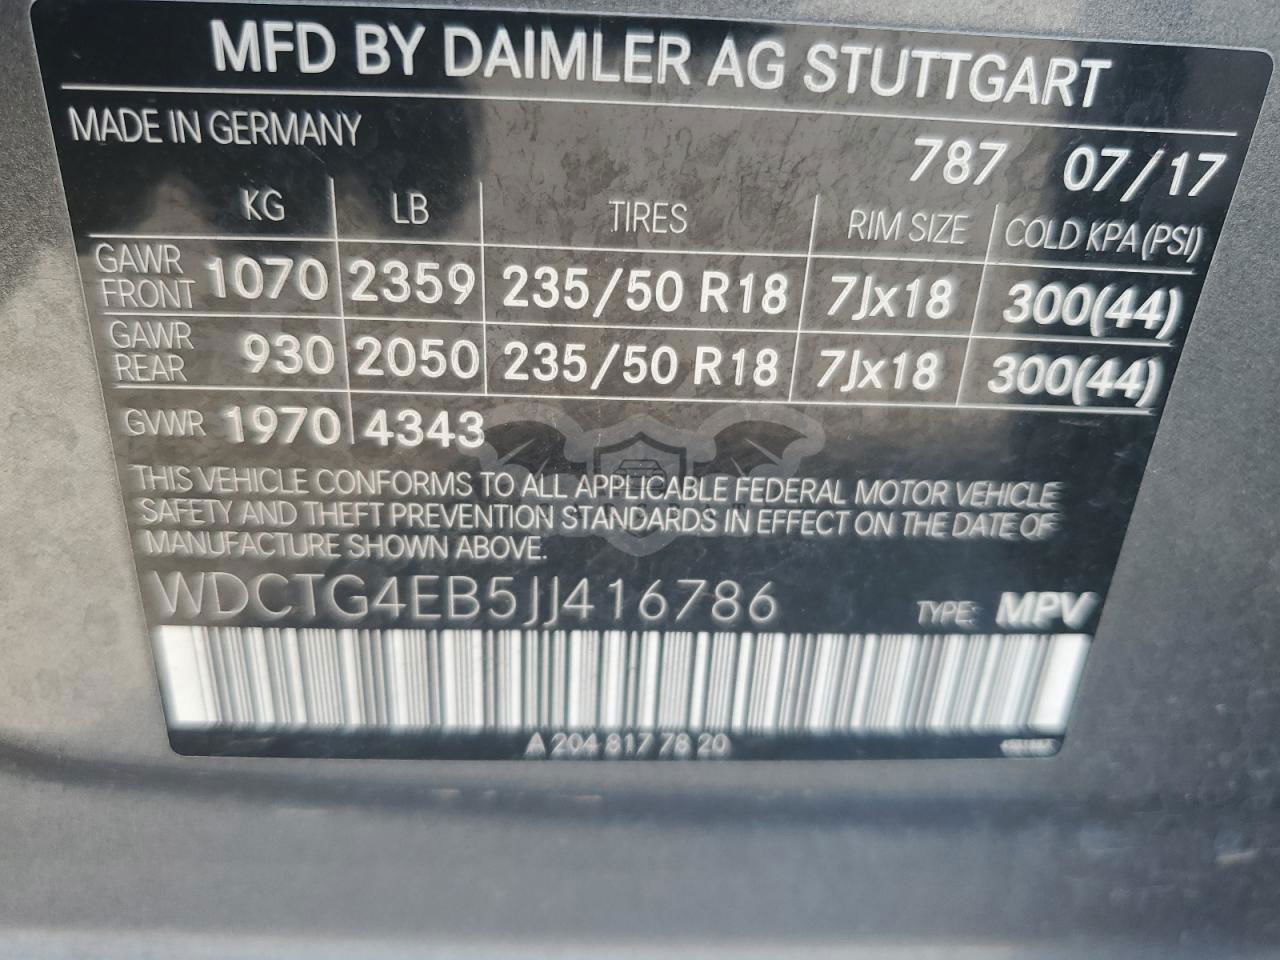 MFD BY DAIMLER AG STUTTGART
MADE IN GERMANY
787 07/17
KG LB TIRES RIM SIZE COLD KPA (PSI)
GAWR FRONT 1070 2359 235/50 R18 7Jx18 300(44)
GAWR REAR 930 2050 235/50 R18 7Jx18 300(44)
GVWR 1970 4343
THIS VEHICLE CONFORMS TO ALL APPLICABLE FEDERAL MOTOR VEHICLE
SAFETY AND THEFT PREVENTION STANDARDS IN EFFECT ON THE DATE OF
MANUFACTURE SHOWN ABOVE.
WDCTG4EB5JJ416786 TYPE: MPV
A 204 817 78 20